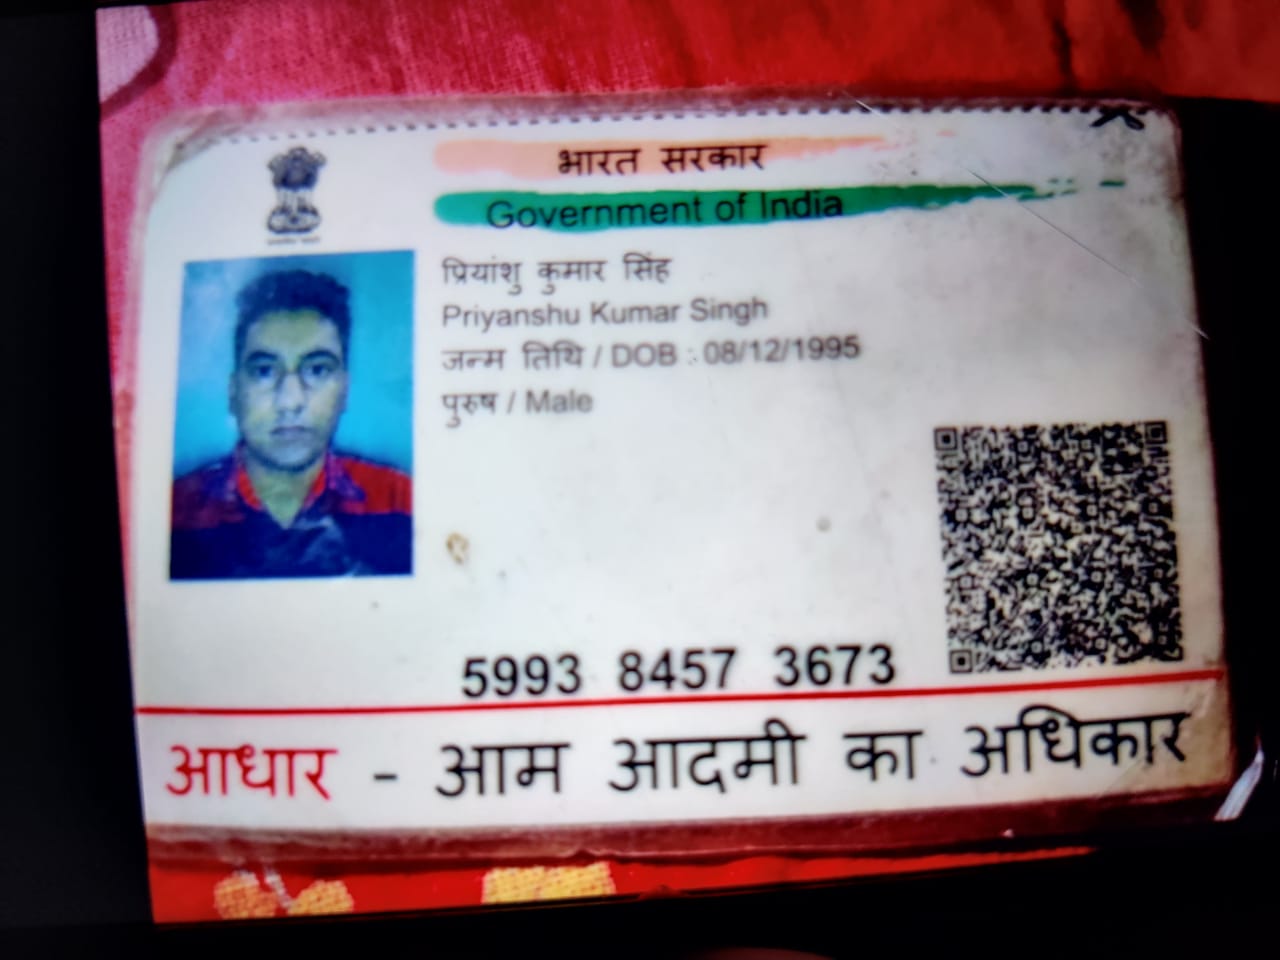 भारत सरकार
Government of India
प्रियांशु कुमार सिंह
Priyanshu Kumar Singh
जन्म तिथि / DOB : 08/12/1995
पुरुष / Male
5993 8457 3673
आधार - आम आदमी का अधिकार